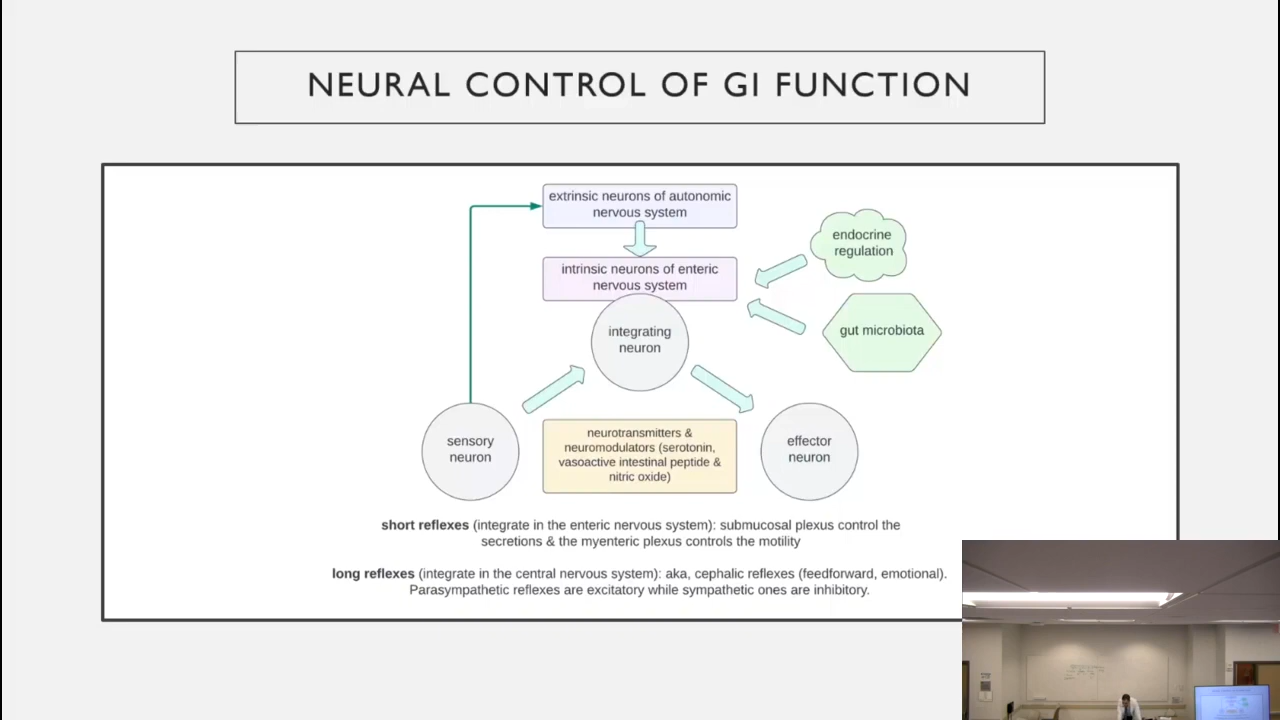 NEURAL CONTROL OF GI FUNCTION
extrinsic neurons of autonomic
nervous system
intrinsic neurons of enteric
nervous system
endocrine
regulation
gut microbiota
integrating
neuron
sensory
neuron
neurotransmitters &
neuromodulators (serotonin,
vasoactive intestinal peptide &
nitric oxide)
effector
neuron
short reflexes (integrate in the enteric nervous system): submucosal plexus control the
secretions & the myenteric plexus controls the motility
long reflexes (integrate in the central nervous system): aka, cephalic reflexes (feedforward, emotional).
Parasympathetic reflexes are excitatory while sympathetic ones are inhibitory.